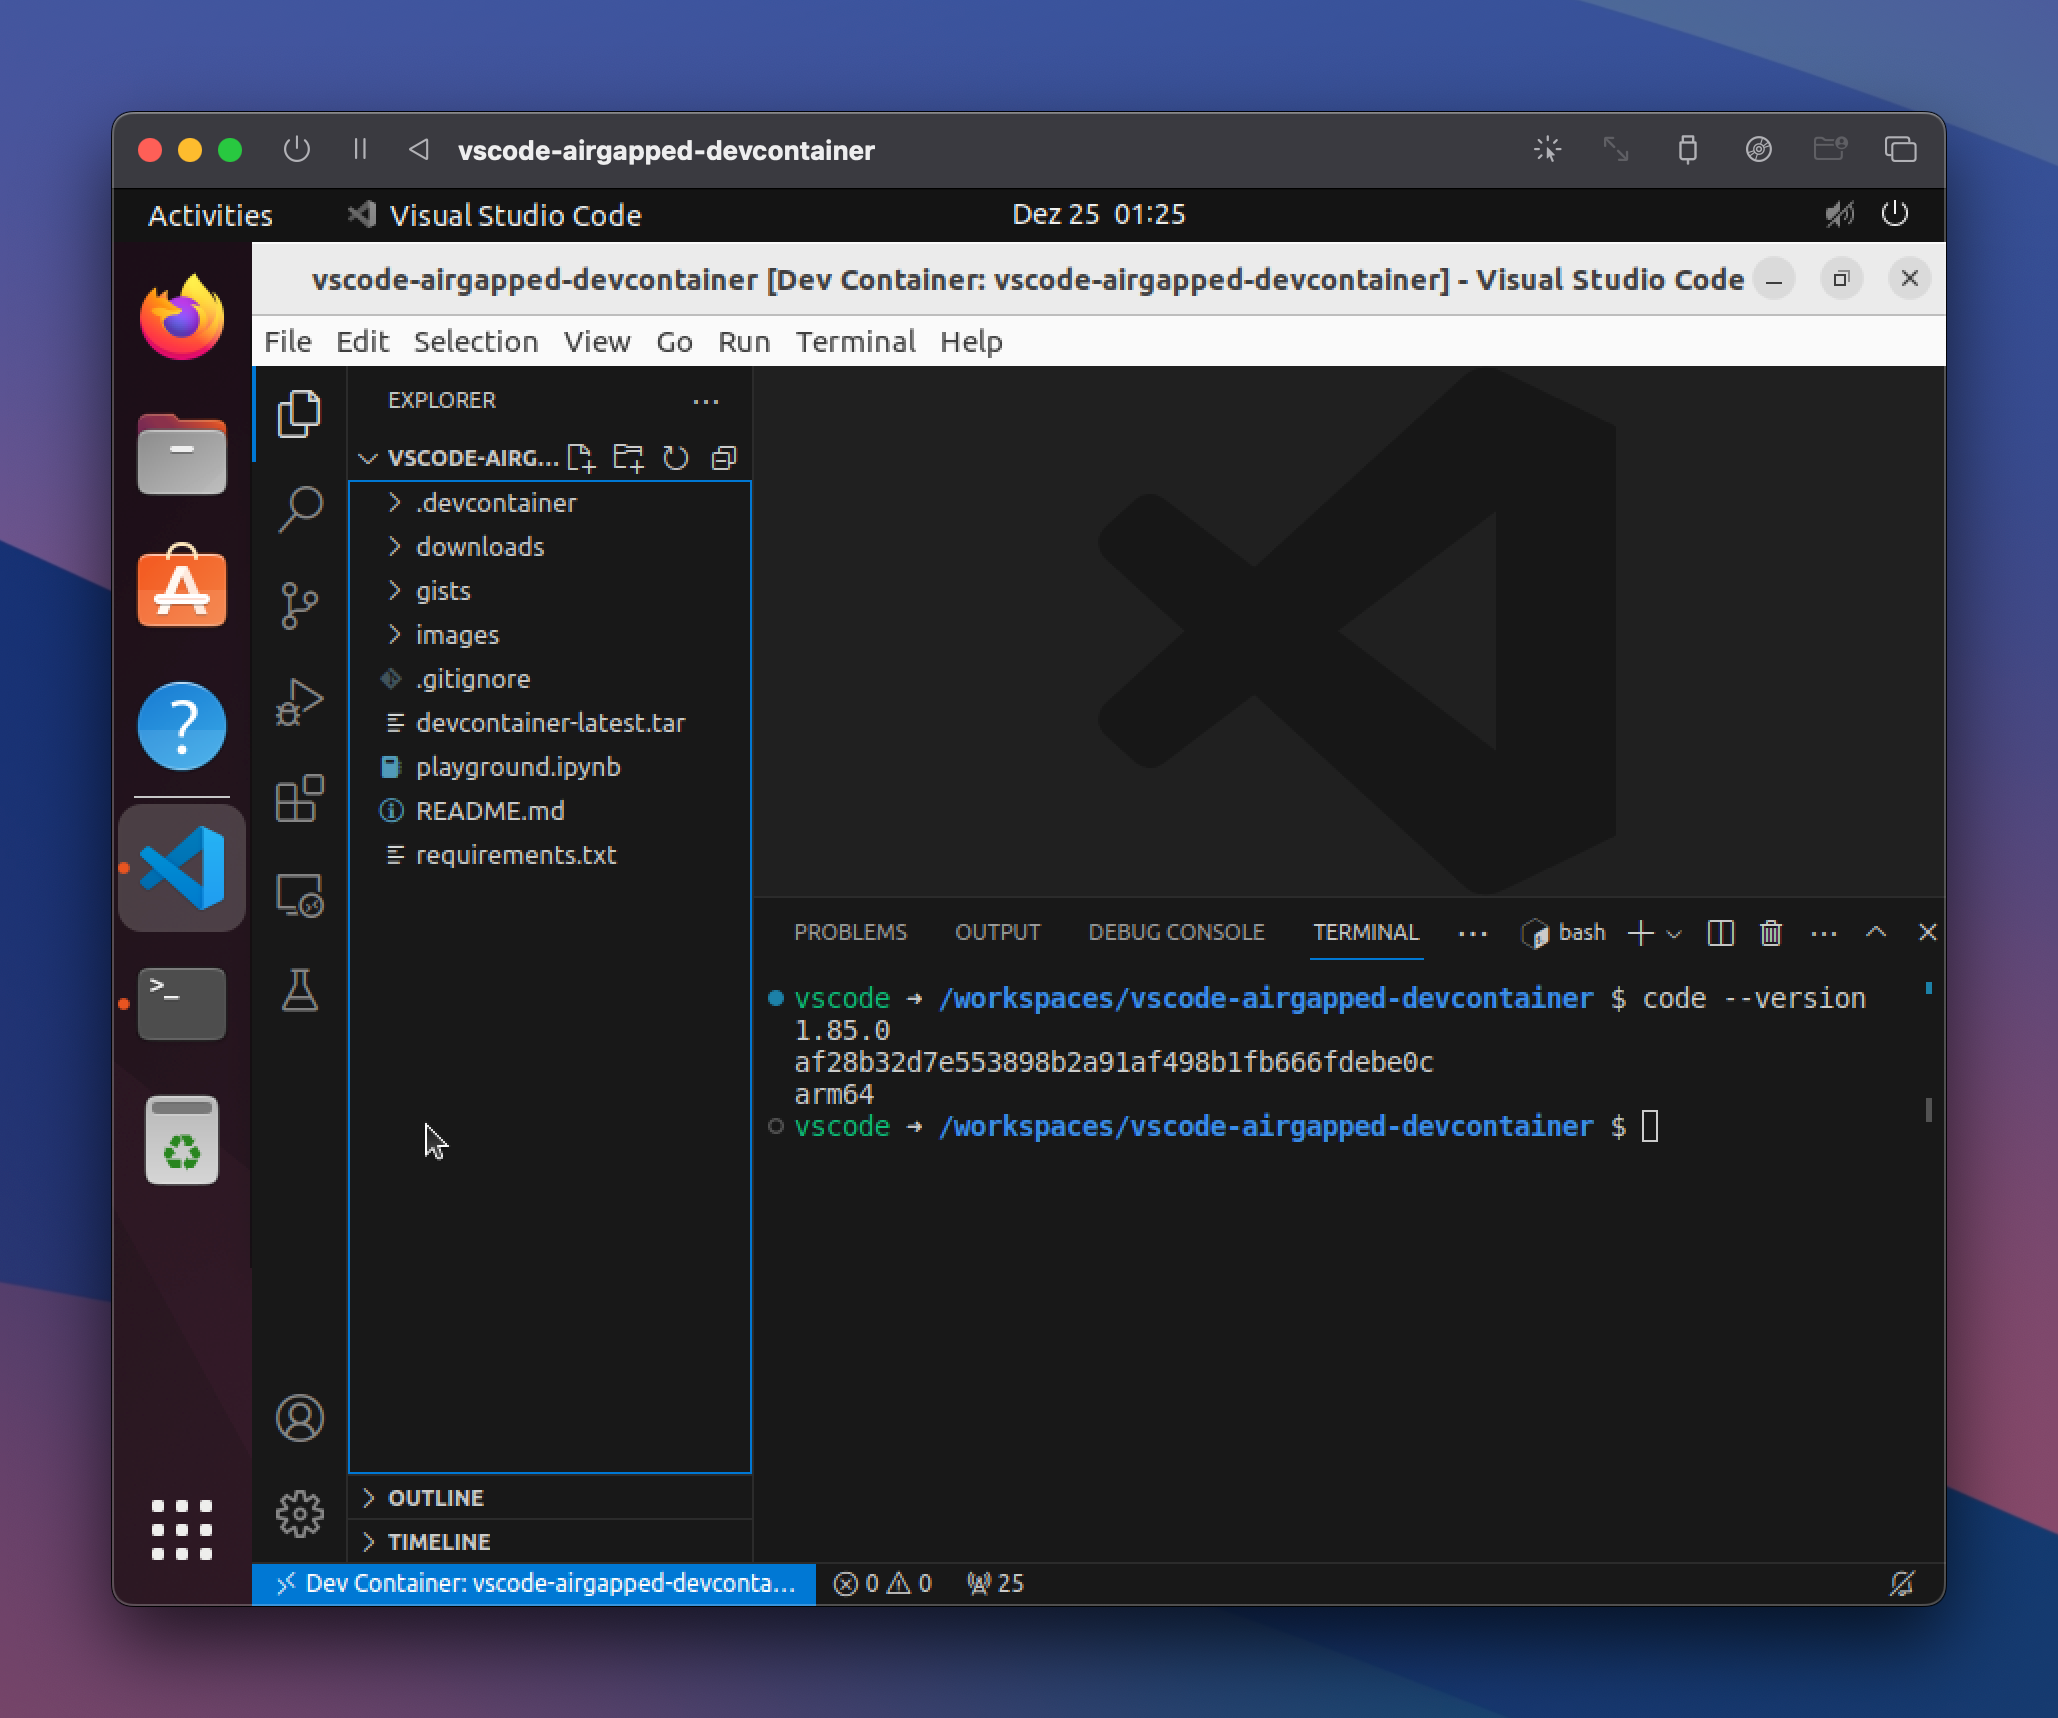 vscode-airgapped-devcontainer
Activities
Visual Studio Code
Dez 25 01:25
vscode-airgapped-devcontainer [Dev Container: vscode-airgapped-devcontainer] - Visual Studio Code
File Edit Selection View Go Run Terminal Help
EXPLORER
VSCODE-AIRG...
.devcontainer
downloads
gists
images
.gitignore
devcontainer-latest.tar
playground.ipynb
README.md
requirements.txt
OUTLINE
TIMELINE
PROBLEMS OUTPUT DEBUG CONSOLE TERMINAL bash
vscode ➜ /workspaces/vscode-airgapped-devcontainer $ code --version
1.85.0
af28b32d7e553898b2a91af498b1fb666fdebe0c
arm64
vscode ➜ /workspaces/vscode-airgapped-devcontainer $
Dev Container: vscode-airgapped-devconta... 0 0 25